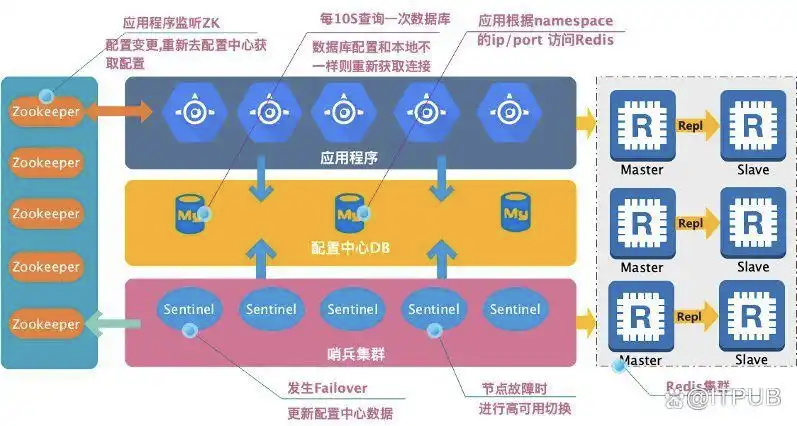 应用程序监听ZK
配置变更,重新去配置中心获
取配置
每10S查询一次数据库
数据库配置和本地不
一样则重新获取连接
应用根据namespace
的ip/port 访问Redis
Zookeeper
Zookeeper
Zookeeper
Zookeeper
Zookeeper
应用程序
My
My
My
配置中心DB
Sentinel
Sentinel
Sentinel
Sentinel
Sentinel
哨兵集群
R
Repl
R
Master
Slave
R
Repl
R
Master
Slave
R
Repl
R
Master
Slave
发生Failover
更新配置中心数据
节点故障时
进行高可用切换
Redis集群
@ITPUB